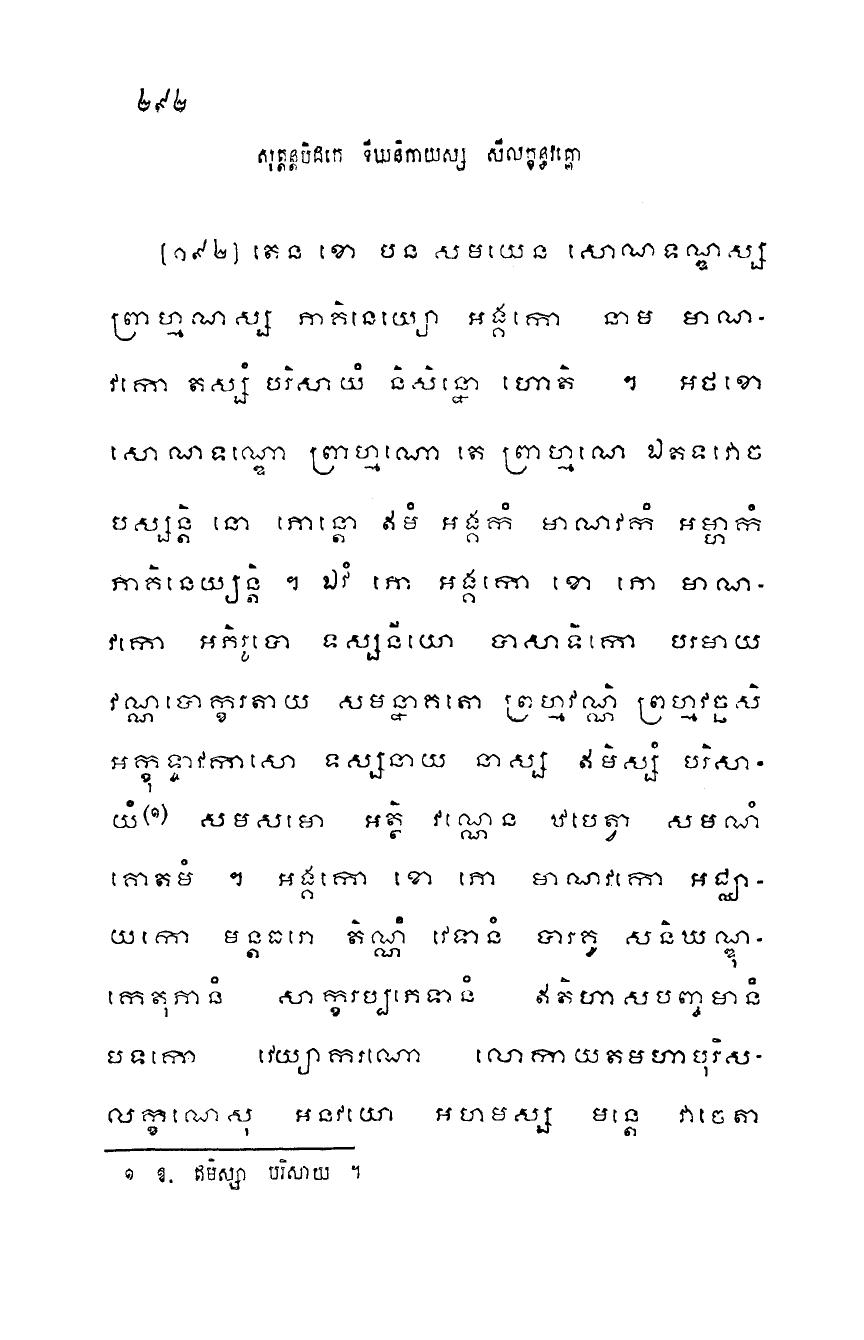 ២៩២
សុត្តន្តបិដកេ ទីឃនិកាយស្ស សីលក្ខន្ធវគ្គោ
[១៩២] តេន ខោ បន សមយេន សោណទណ្ឌស្ស
ព្រាហ្មណស្ស ភាគិនេយ្យោ អង្គកោ នាម មាណ-
វកោ តស្សំ បរិសាយំ និសិន្នោ ហោតិ ។ អថខោ
សោណទណ្ឌោ ព្រាហ្មណោ តេ ព្រាហ្មណេ ឯតទវោច
បស្សន្តិ នោ ភោន្តោ ឥមំ អង្គកំ មាណវកំ អម្ហាកំ
ភាគិនេយ្យន្តិ ។ ឯវំ ភោ អង្គកោ ខោ ភោ មាណ-
វកោ អភិរូបោ ទស្សនីយោ បាសាទិកោ បរមាយ
វណ្ណបោក្ខរតាយ សមន្នាគតោ ព្រហ្មវណ្ណិ ព្រហ្មវច្ឆសិ
អក្ខុទ្ទាវកាសោ ទស្សនាយ នាស្ស ឥមិស្សំ បរិសា-
យំ(១) សមសមោ អត្ថិ វណ្ណេន ឋបេត្វា សមណំ
គោតមំ ។ អង្គកោ ខោ ភោ មាណវកោ អជ្ឈា-
យកោ មន្តធរោ តិណ្ណំ វេទានំ បារគូ សនិឃណ្ឌុ-
កេតុភានំ សាក្ខរប្បភេទានំ ឥតិហាសបញ្ចមានំ
បទកោ វេយ្យាករណោ លោកាយតមហាបុរិស-
លក្ខណេសុ អនវយោ អហមស្ស មន្តេ វាចេតា
១ ឱ. ឥមិស្សា បរិសាយ ។